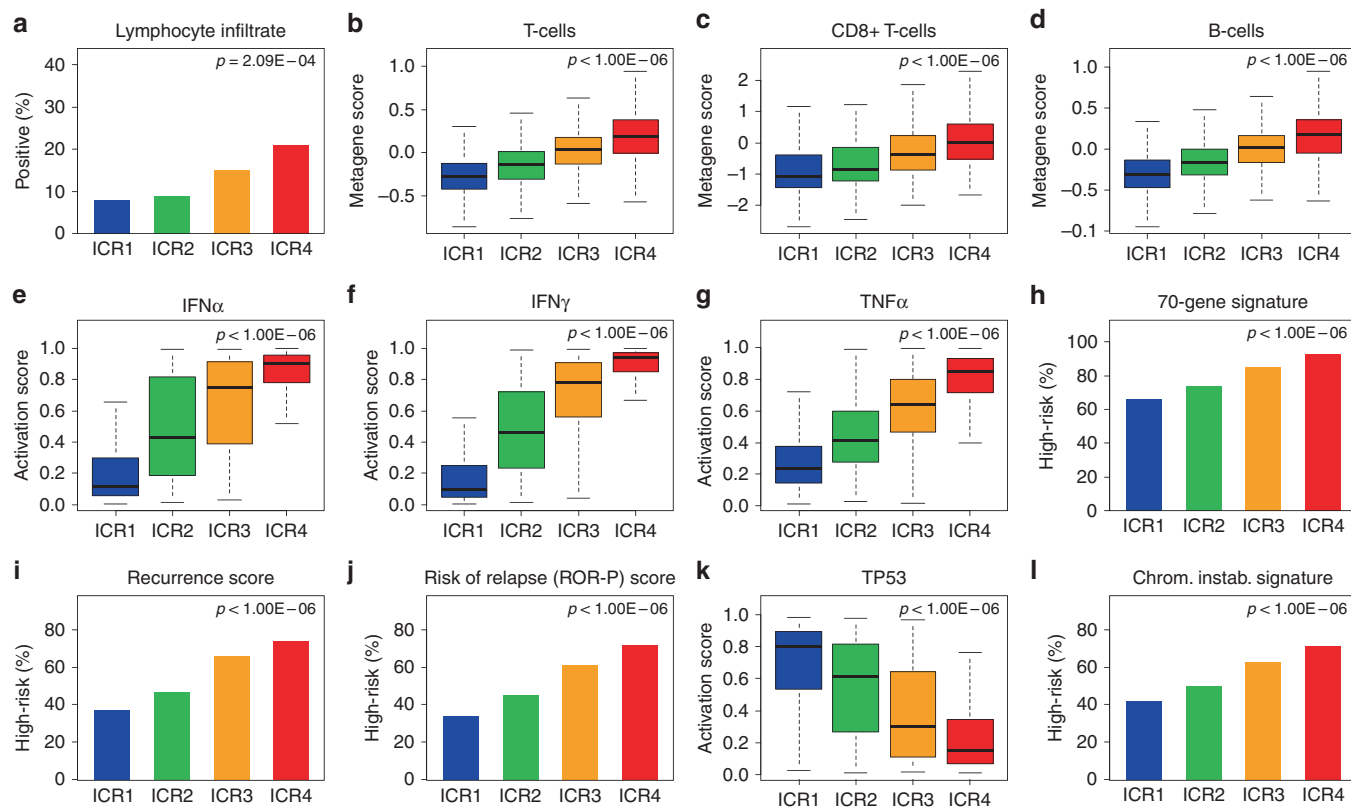 a
Lymphocyte infiltrate
p = 2.09E−04
Positive (%)
40
30
20
10
0
ICR1 ICR2 ICR3 ICR4
b
T-cells
p < 1.00E−06
Metagene score
1.0
0.5
0.0
−0.5
ICR1 ICR2 ICR3 ICR4
c
CD8+ T-cells
p < 1.00E−06
Metagene score
2
1
0
−1
−2
ICR1 ICR2 ICR3 ICR4
d
B-cells
p < 1.00E−06
Metagene score
1.0
0.5
0.0
−0.5
−0.1
ICR1 ICR2 ICR3 ICR4
e
IFNα
p < 1.00E−06
Activation score
1.0
0.8
0.6
0.4
0.2
0.0
ICR1 ICR2 ICR3 ICR4
f
IFNγ
p < 1.00E−06
Activation score
1.0
0.8
0.6
0.4
0.2
0.0
ICR1 ICR2 ICR3 ICR4
g
TNFα
p < 1.00E−06
Activation score
1.0
0.8
0.6
0.4
0.2
0.0
ICR1 ICR2 ICR3 ICR4
h
70-gene signature
p < 1.00E−06
High-risk (%)
100
80
60
40
20
0
ICR1 ICR2 ICR3 ICR4
i
Recurrence score
p < 1.00E−06
High-risk (%)
80
60
40
20
0
ICR1 ICR2 ICR3 ICR4
j
Risk of relapse (ROR-P) score
p < 1.00E−06
High-risk (%)
80
60
40
20
0
ICR1 ICR2 ICR3 ICR4
k
TP53
p < 1.00E−06
Activation score
1.0
0.8
0.6
0.4
0.2
0.0
ICR1 ICR2 ICR3 ICR4
l
Chrom. instab. signature
p < 1.00E−06
High-risk (%)
80
60
40
20
0
ICR1 ICR2 ICR3 ICR4